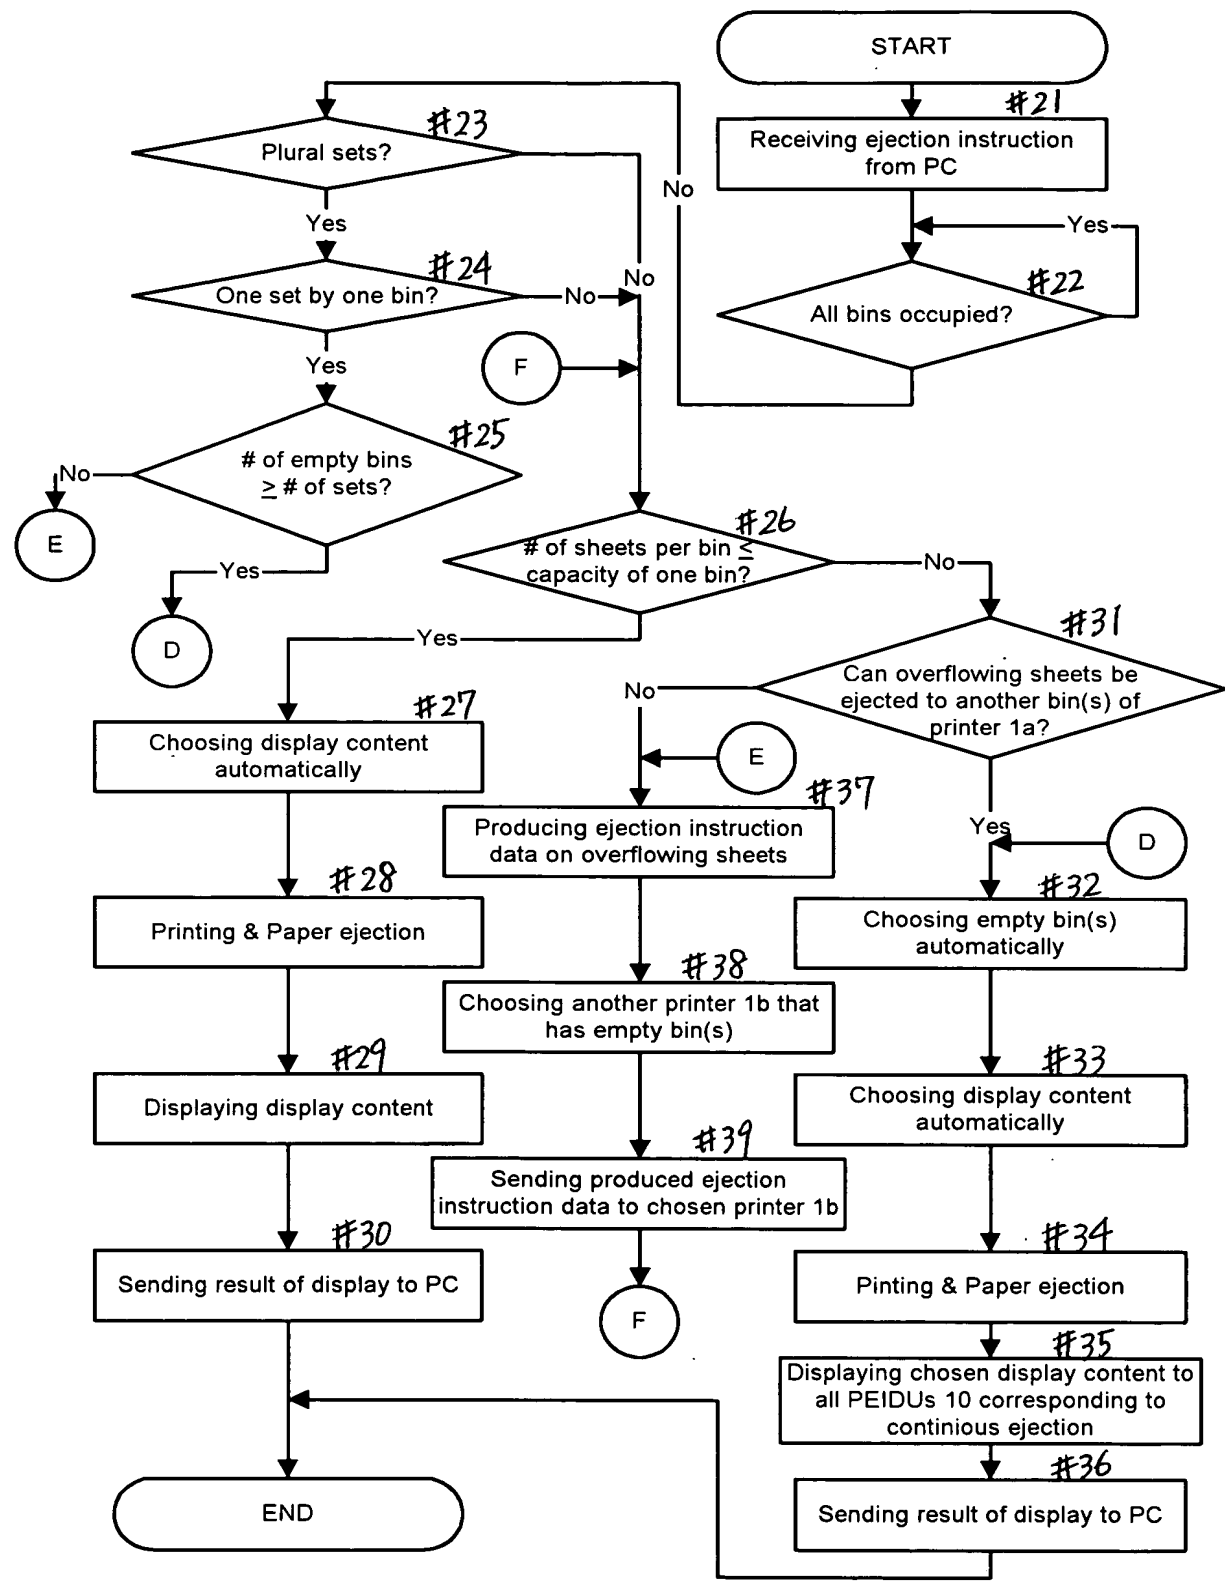 START
#21
Receiving ejection instruction
from PC
Yes
#22
All bins occupied?
No
#23
Plural sets?
No
Yes
#24
One set by one bin?
No
Yes
F
#25
# of empty bins
≥ # of sets?
No
E
Yes
D
#26
# of sheets per bin ≤
capacity of one bin?
No
Yes
#31
Can overflowing sheets be
ejected to another bin(s) of
printer 1a?
No
Yes
#27
Choosing display content
automatically
#28
Printing & Paper ejection
#29
Displaying display content
#30
Sending result of display to PC
E
#37
Producing ejection instruction
data on overflowing sheets
#38
Choosing another printer 1b that
has empty bin(s)
#39
Sending produced ejection
instruction data to chosen printer 1b
F
D
#32
Choosing empty bin(s)
automatically
#33
Choosing display content
automatically
#34
Pinting & Paper ejection
#35
Displaying chosen display content to
all PEIDUs 10 corresponding to
continious ejection
#36
Sending result of display to PC
END